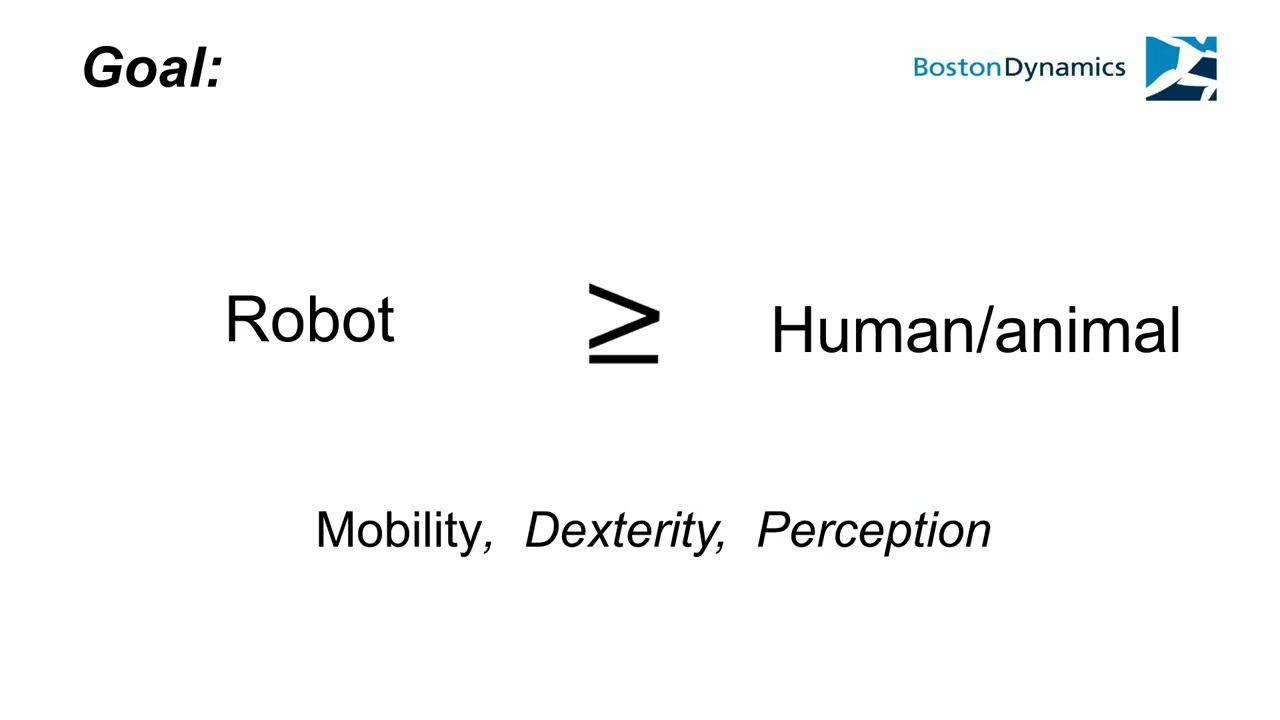 Goal:
BostonDynamics
Robot ≥ Human/animal
Mobility, Dexterity, Perception